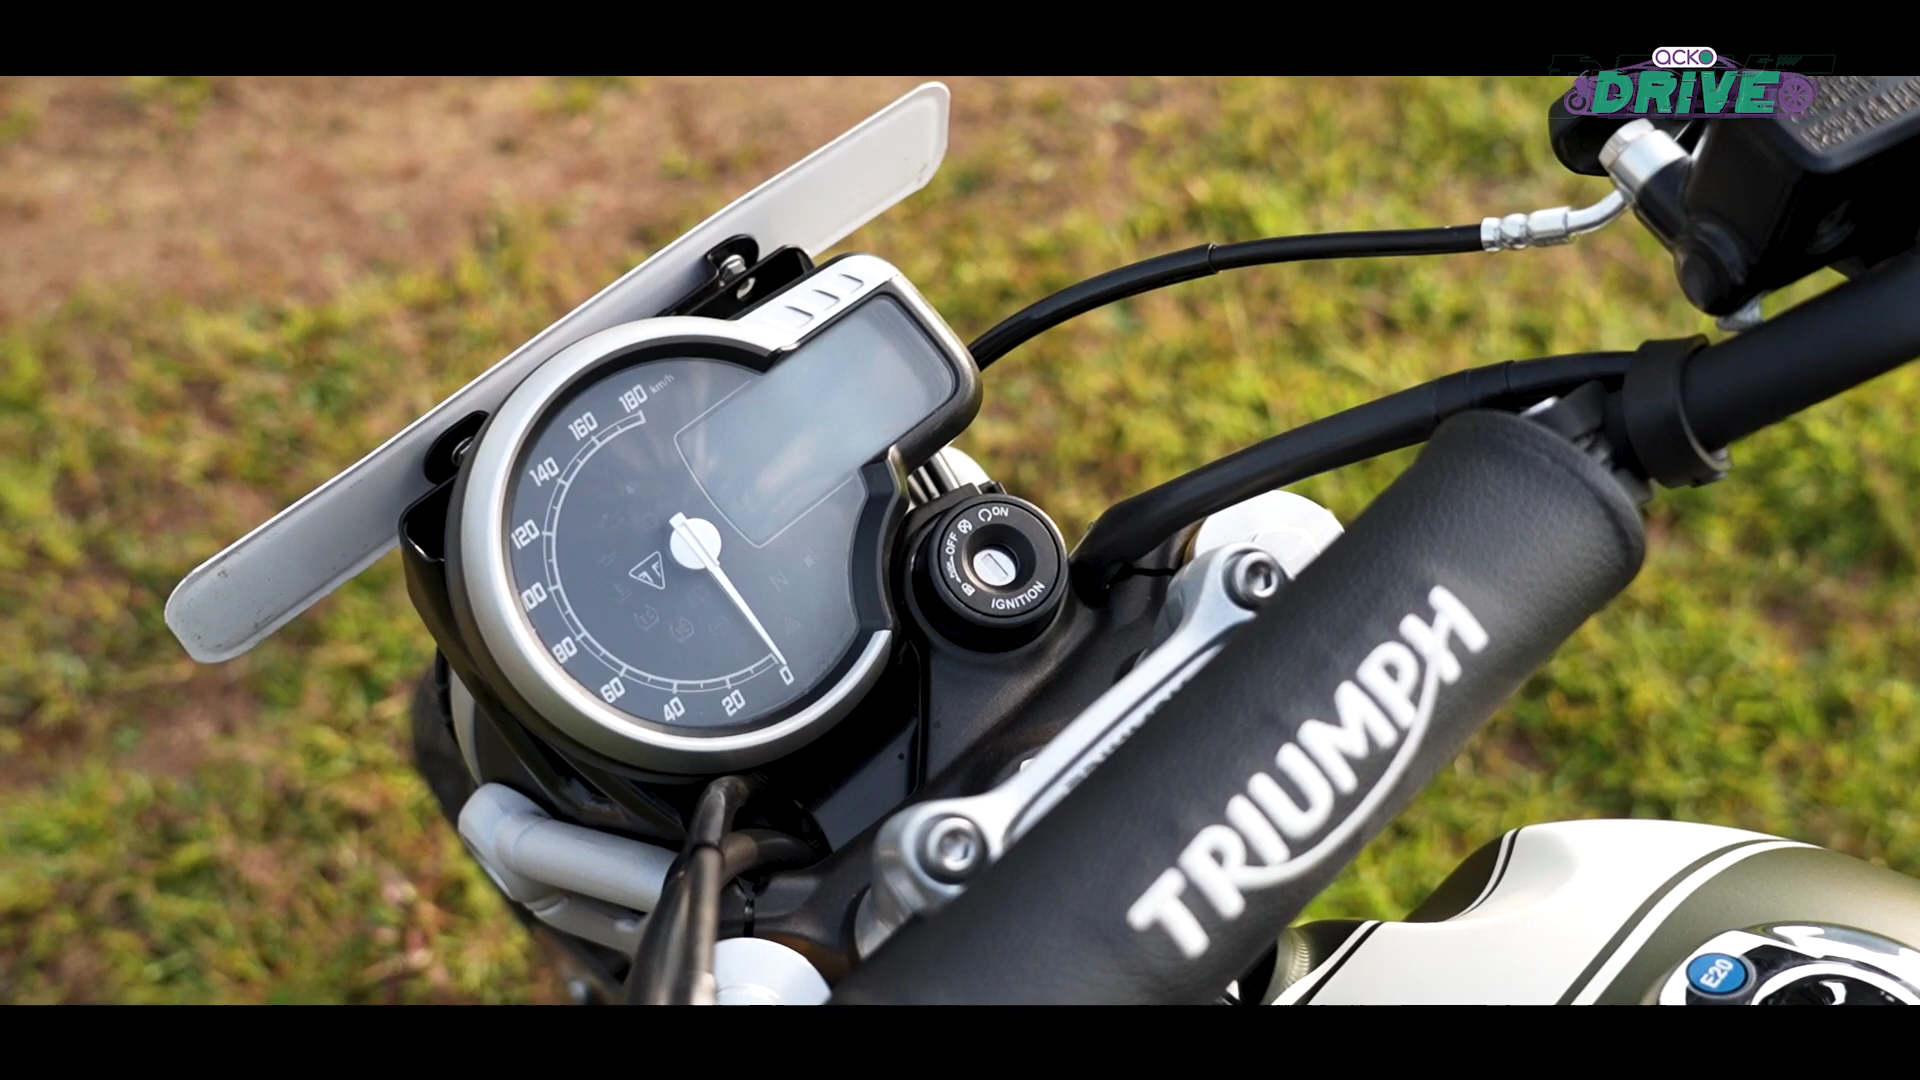 acko
DRIVE
180 km/h
160
140
120
100
80
60
40
20
0
N
ON
OFF
IGNITION
TRIUMPH
E20